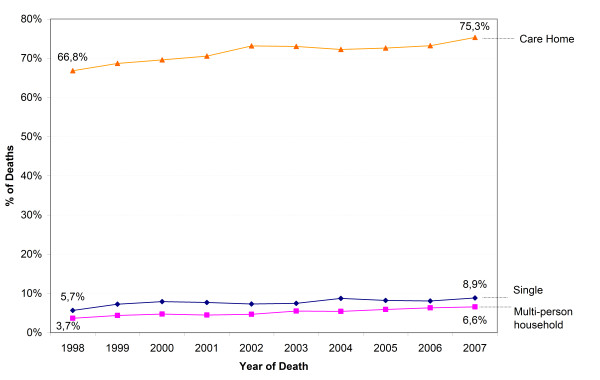 80%
75,3%
Care Home
70%
66,8%
60%
50%
% of Deaths
40%
30%
20%
10%
5,7%
8,9%
Single
Multi-person
household
3,7%
6,6%
0%
1998 1999 2000 2001 2002 2003 2004 2005 2006 2007
Year of Death